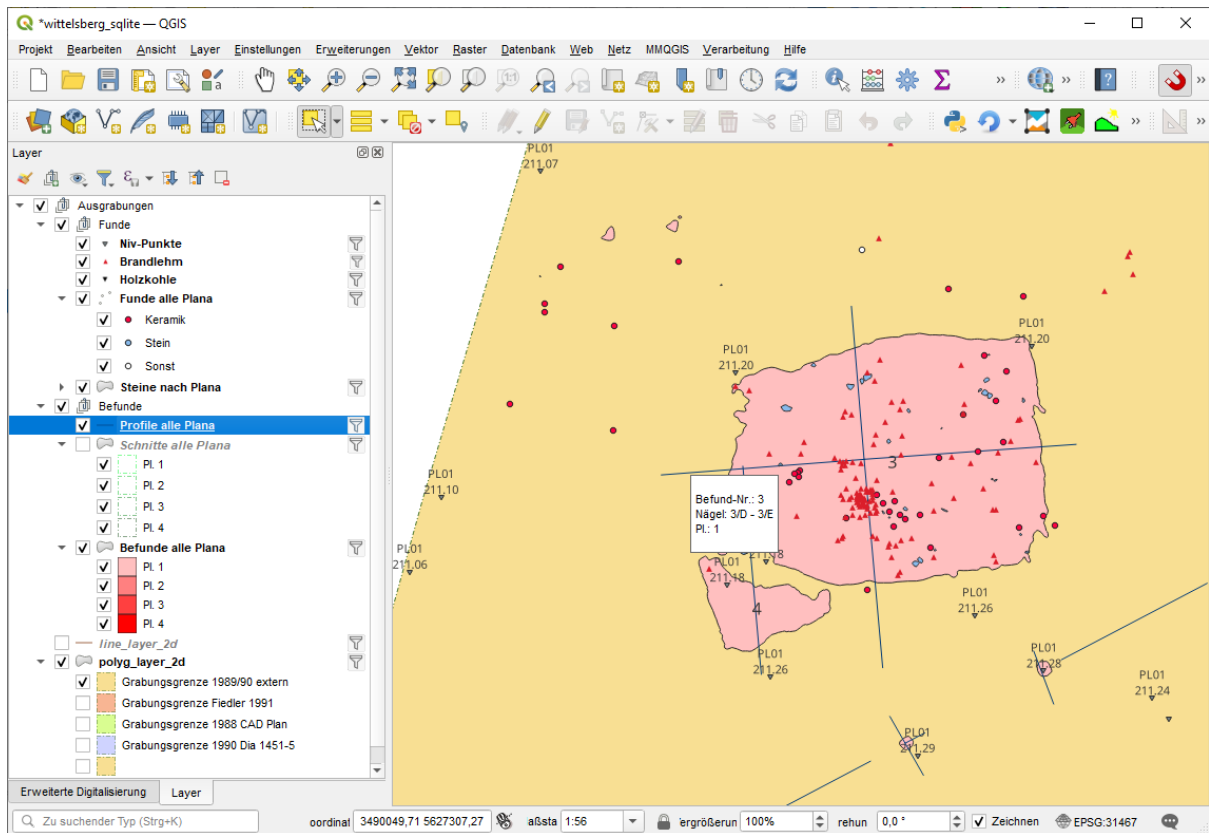 *wittelsberg_sqlite — QGIS
Projekt Bearbeiten Ansicht Layer Einstellungen Erweiterungen Vektor Raster Datenbank Web Netz MMQGIS Verarbeitung Hilfe
Layer
Ausgrabungen
Funde
Niv-Punkte
Brandlehm
Holzkohle
Funde alle Plana
Keramik
Stein
Sonst
Steine nach Plana
Befunde
Profile alle Plana
Schnitte alle Plana
Pl. 1
Pl. 2
Pl. 3
Pl. 4
Befunde alle Plana
Pl. 1
Pl. 2
Pl. 3
Pl. 4
line_layer_2d
polyg_layer_2d
Grabungsgrenze 1989/90 extern
Grabungsgrenze Fiedler 1991
Grabungsgrenze 1988 CAD Plan
Grabungsgrenze 1990 Dia 1451-5
Erweiterte Digitalisierung Layer
PL01
211.07
PL01
211.20
PL01
211.20
3
PL01
211.10
Befund-Nr.: 3
Nägel: 3/D - 3/E
Pl.: 1
PL01
211.06
PL01
211.18
4
PL01
211.26
PL01
211.26
PL01
211.28
PL01
211.24
PL01
211.29
Zu suchender Typ (Strg+K) oordinat 3490049,71 5627307,27 aßsta 1:56 'ergrößerun 100% rehun 0,0 ° Zeichnen EPSG:31467